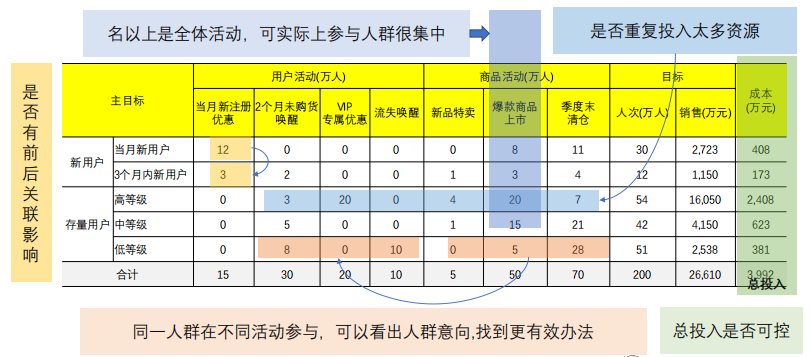 名以上是全体活动，可实际上参与人群很集中
是否重复投入太多资源
是否有前后关联影响
主目标 用户活动(万人) 商品活动(万人) 目标 成本(万元)
当月新注册优惠 2个月未购货唤醒 VIP专属优惠 流失唤醒 新品特卖 爆款商品上市 季度末清仓 人次(万人) 销售(万元)
新用户 当月新用户 12 0 0 0 0 8 11 30 2,723 408
3个月内新用户 3 2 0 0 1 3 4 12 1,150 173
存量用户 高等级 0 3 20 0 4 20 7 54 16,050 2,408
中等级 0 5 0 0 1 15 21 42 4,150 623
低等级 0 8 0 10 0 5 28 51 2,538 381
合计 15 30 20 10 5 50 70 200 26,610 3,992
总投入
同一人群在不同活动参与，可以看出人群意向,找到更有效办法
总投入是否可控